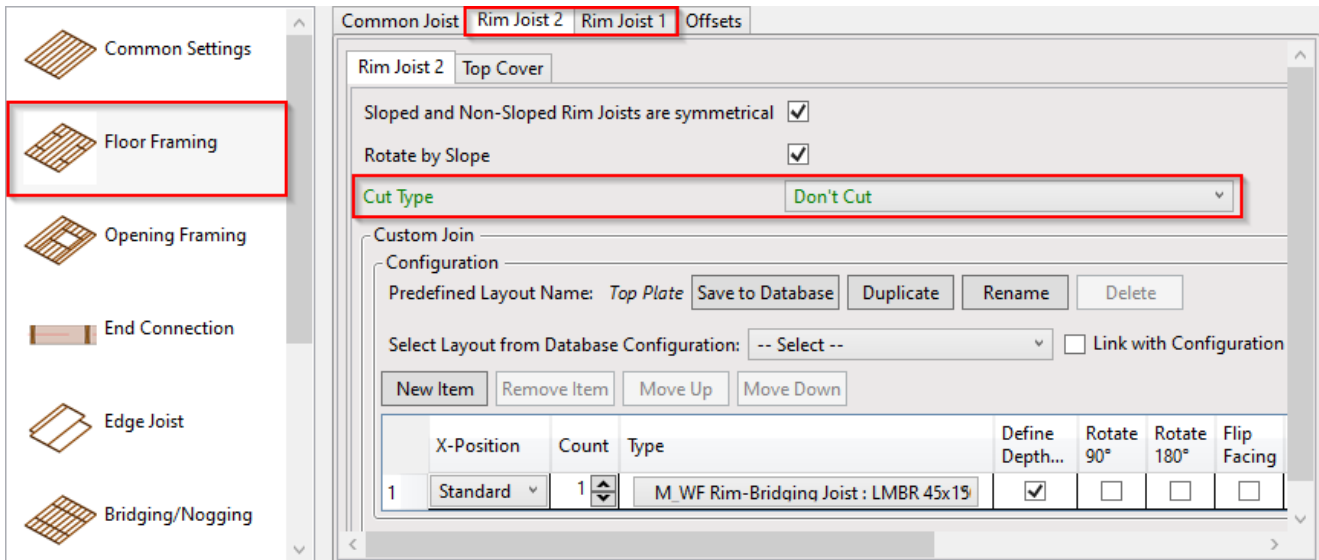 Common Settings
Floor Framing
Opening Framing
End Connection
Edge Joist
Bridging/Nogging
Common Joist Rim Joist 2 Rim Joist 1 Offsets
Rim Joist 2 Top Cover
Sloped and Non-Sloped Rim Joists are symmetrical
Rotate by Slope
Cut Type Don't Cut
Custom Join
Configuration
Predefined Layout Name: Top Plate Save to Database Duplicate Rename Delete
Select Layout from Database Configuration: -- Select -- Link with Configuration
New Item Remove Item Move Up Move Down
X-Position Count Type Define Depth... Rotate 90° Rotate 180° Flip Facing
1 Standard 1 M_WF Rim-Bridging Joist : LMBR